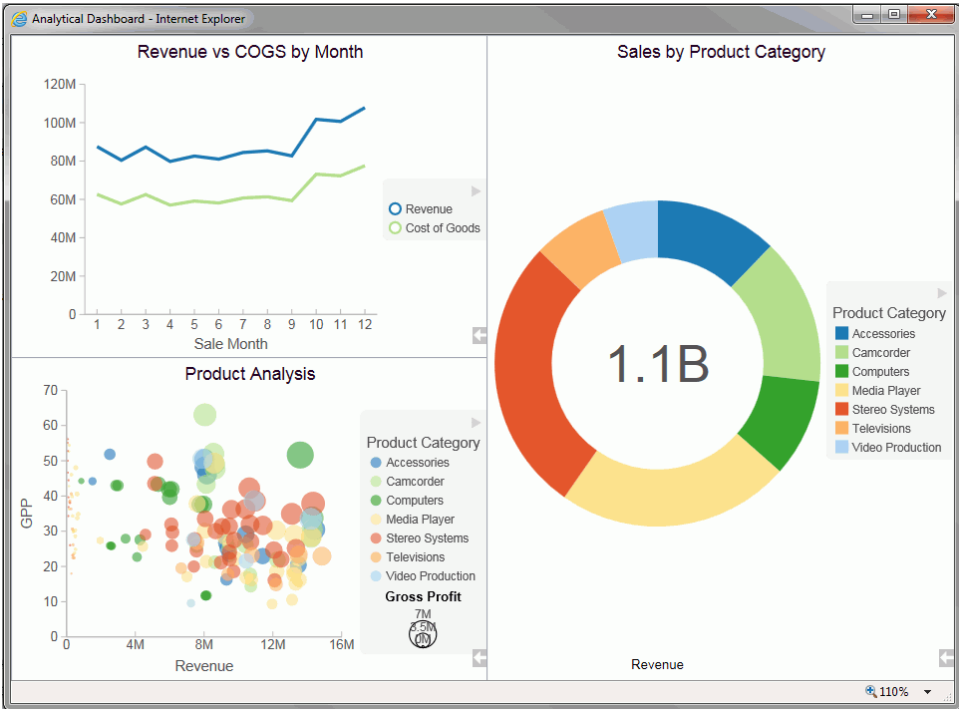 Analytical Dashboard - Internet Explorer
Revenue vs COGS by Month
120M
100M
80M
60M
40M
20M
0
1 2 3 4 5 6 7 8 9 10 11 12
Sale Month
Revenue
Cost of Goods
Product Analysis
70
60
50
40
30
20
10
0
GPP
0 4M 8M 12M 16M
Revenue
Product Category
Accessories
Camcorder
Computers
Media Player
Stereo Systems
Televisions
Video Production
Gross Profit
7M
3.5M
0M
Sales by Product Category
1.1B
Product Category
Accessories
Camcorder
Computers
Media Player
Stereo Systems
Televisions
Video Production
Revenue
110%